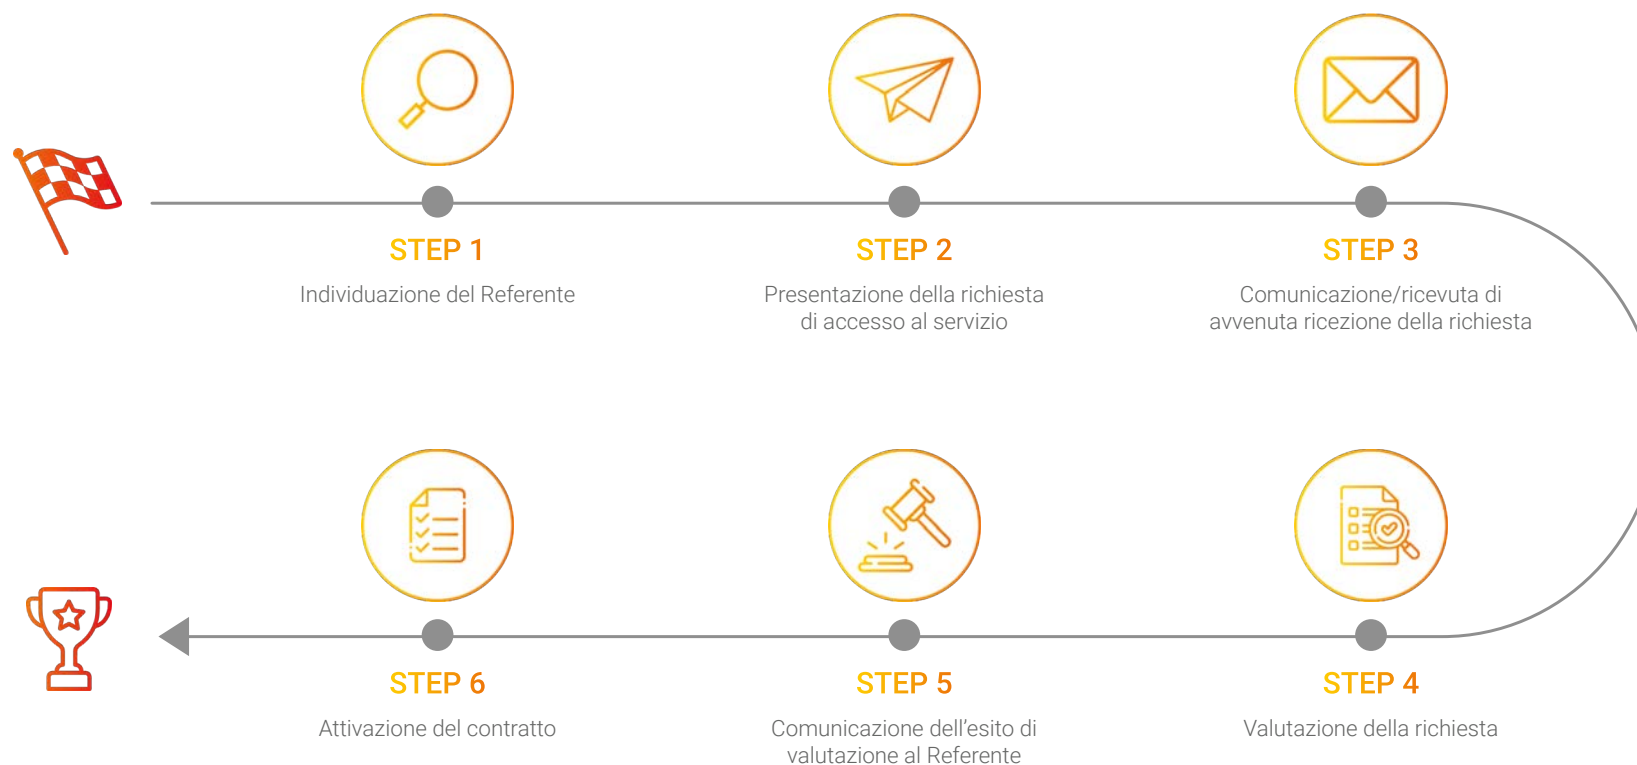 STEP 1
Individuazione del Referente
STEP 2
Presentazione della richiesta
di accesso al servizio
STEP 3
Comunicazione/ricevuta di
avvenuta ricezione della richiesta
STEP 4
Valutazione della richiesta
STEP 5
Comunicazione dell'esito di
valutazione al Referente
STEP 6
Attivazione del contratto